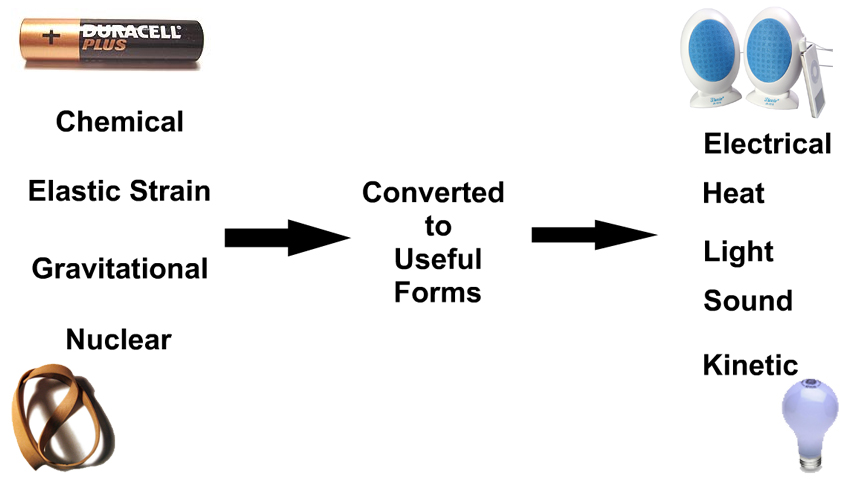 DURACELL
PLUS
Chemical
Elastic Strain
Gravitational
Nuclear
Converted
to
Useful
Forms
Electrical
Heat
Light
Sound
Kinetic